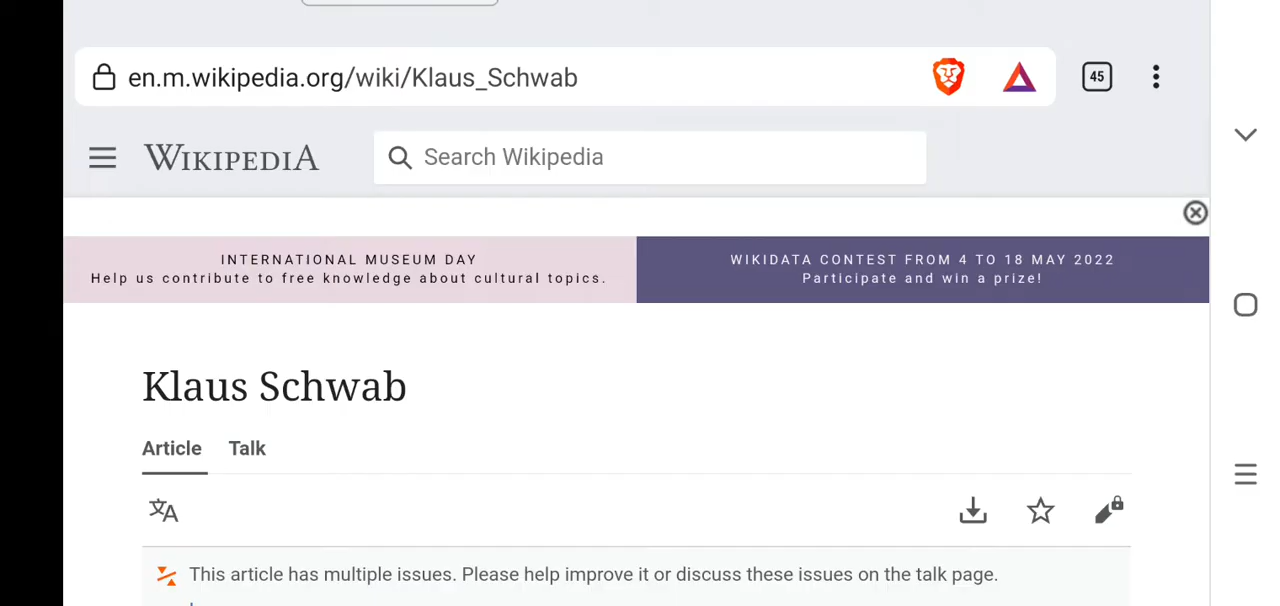 en.m.wikipedia.org/wiki/Klaus_Schwab
45
WIKIPEDIA
Search Wikipedia
INTERNATIONAL MUSEUM DAY
Help us contribute to free knowledge about cultural topics.
WIKIDATA CONTEST FROM 4 TO 18 MAY 2022
Participate and win a prize!
Klaus Schwab
Article Talk
文A
This article has multiple issues. Please help improve it or discuss these issues on the talk page.